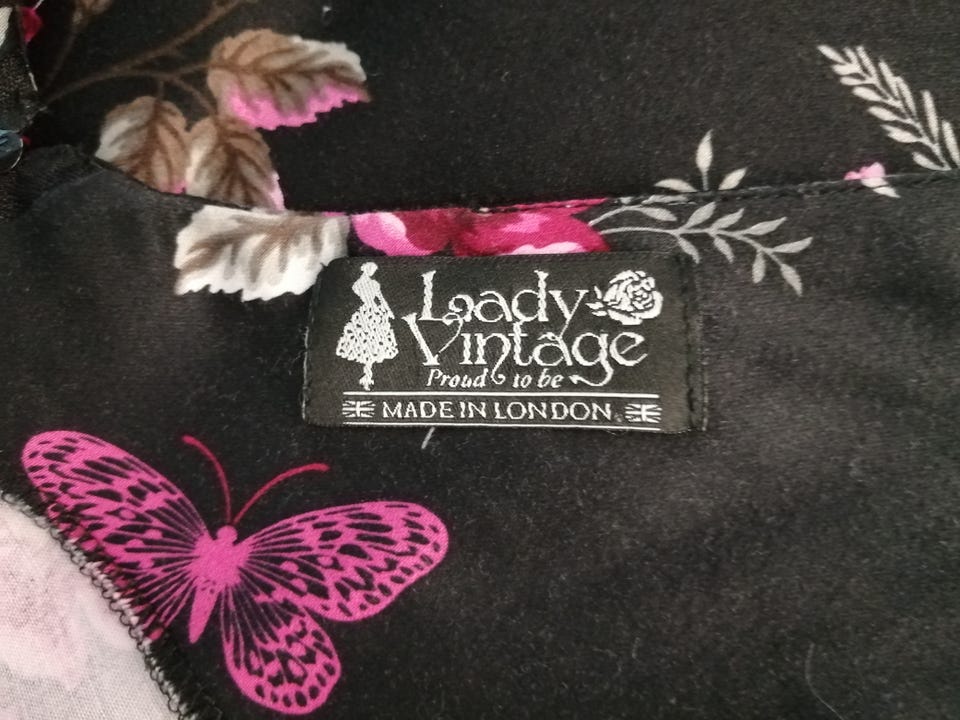 Lady
Vintage
Proud to be
MADE IN LONDON